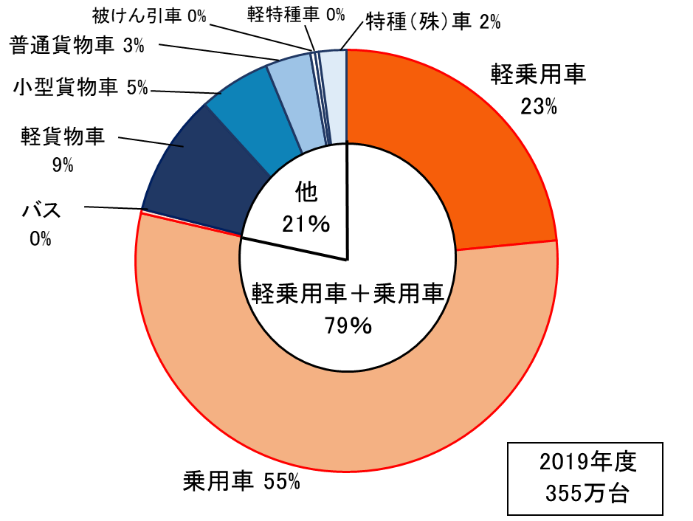 被けん引車 0%
軽特種車 0%
特種（殊）車 2%
普通貨物車 3%
小型貨物車 5%
軽貨物車
9%
バス
0%
軽乗用車
23%
他
21%
軽乗用車＋乗用車
79%
乗用車 55%
2019年度
355万台